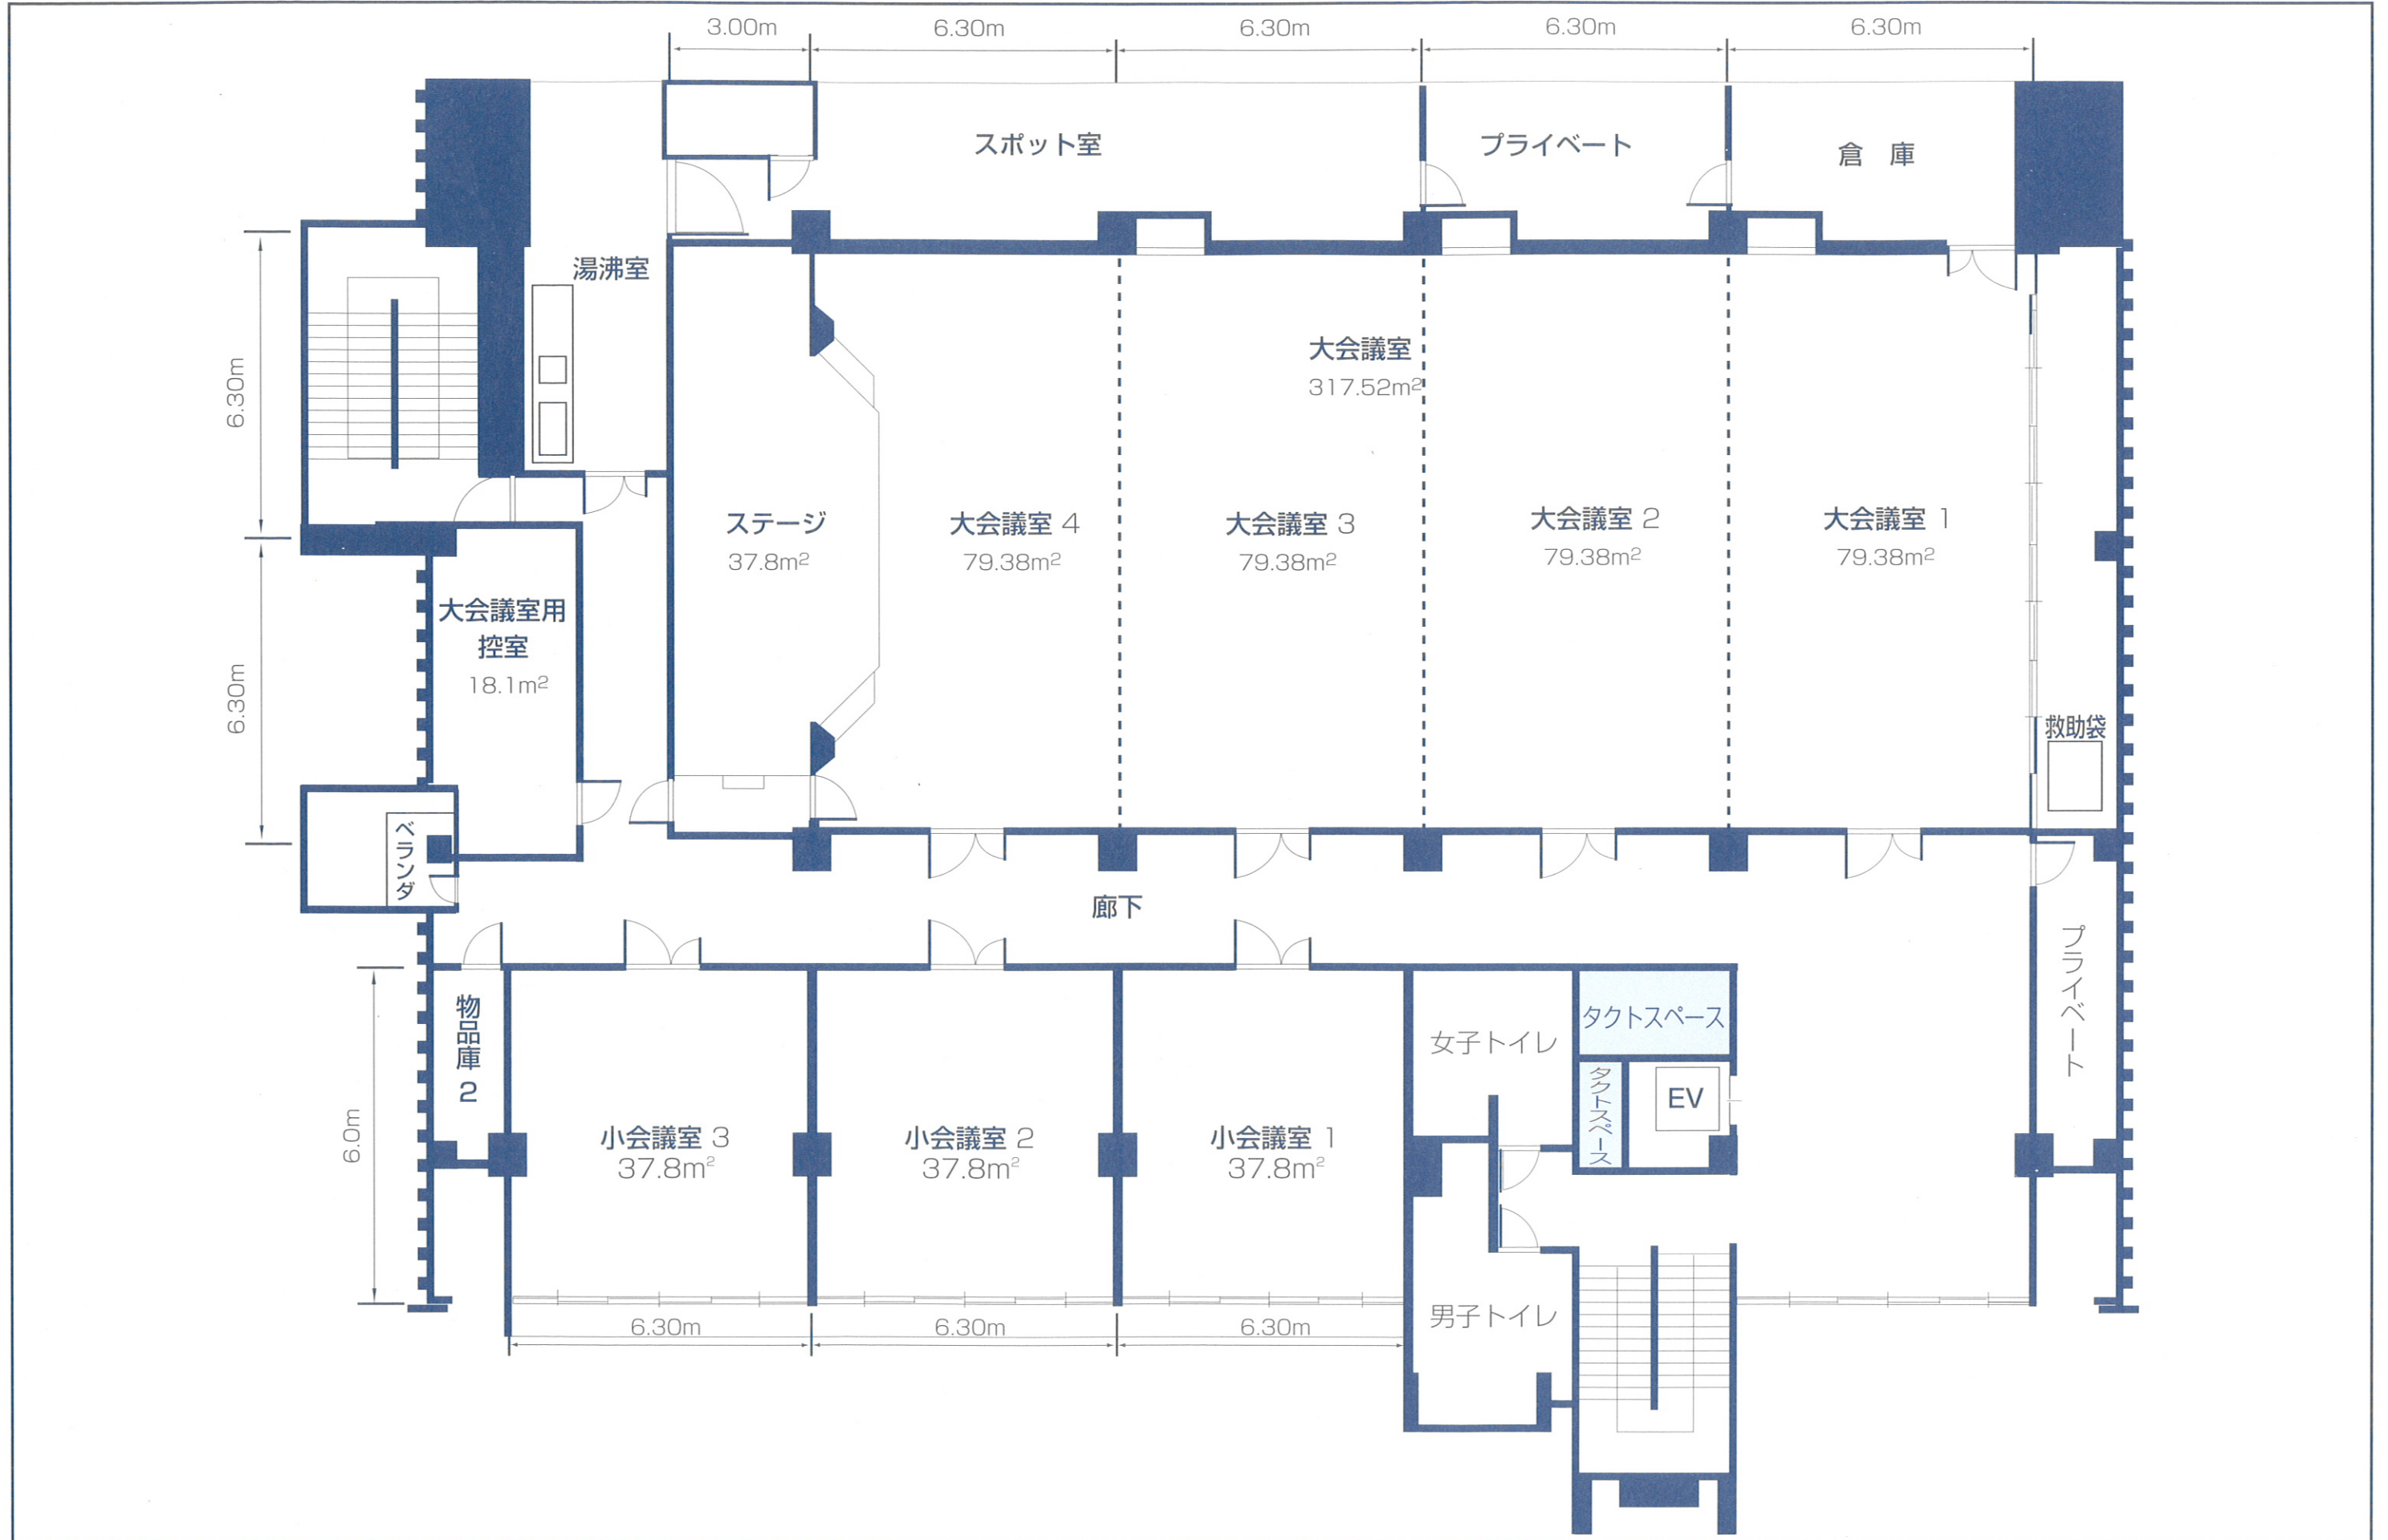 3.00m
6.30m
6.30m
6.30m
6.30m
スポット室
プライベート
倉 庫
湯沸室
6.30m
大会議室
317.52m²
ステージ
37.8m²
大会議室 4
79.38m²
大会議室 3
79.38m²
大会議室 2
79.38m²
大会議室 1
79.38m²
大会議室用
控室
18.1m²
6.30m
救助袋
ベランダ
廊下
プライベート
物品庫 2
女子トイレ
タクトスペース
タクトスペース
EV
6.0m
小会議室 3
37.8m²
小会議室 2
37.8m²
小会議室 1
37.8m²
男子トイレ
6.30m
6.30m
6.30m